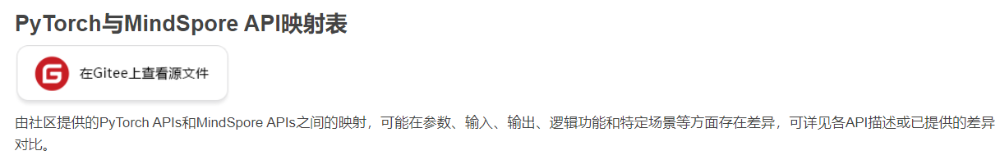 PyTorch与MindSpore API映射表
在Gitee上查看源文件
由社区提供的PyTorch APIs和MindSpore APIs之间的映射，可能在参数、输入、输出、逻辑功能和特定场景等方面存在差异，可详见各API描述或已提供的差异
对比。